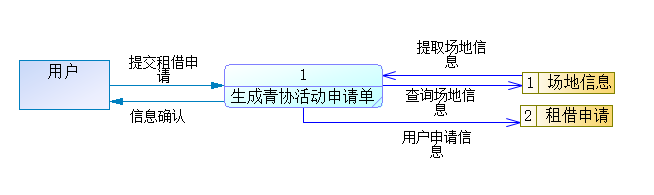 用户
提交租借申
请
信息确认
1
生成青协活动申请单
提取场地信
息
查询场地信
息
用户申请信
息
1 场地信息
2 租借申请